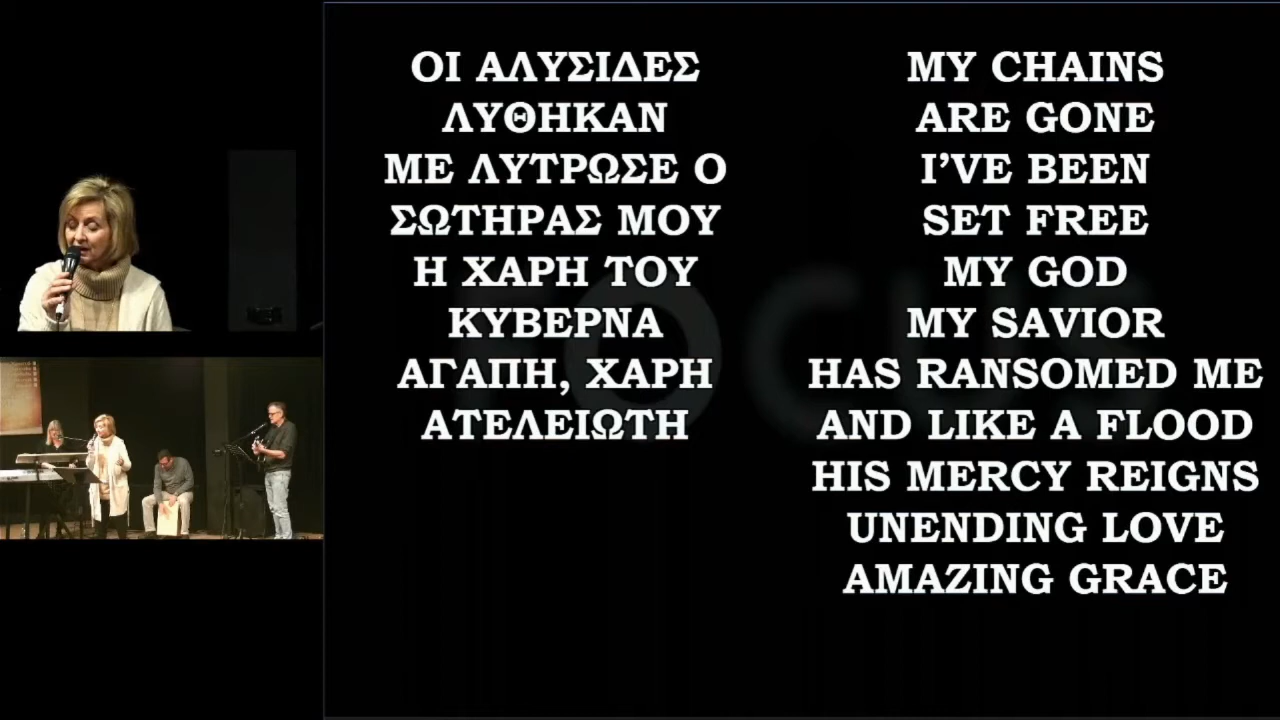 ΟΙ ΑΛΥΣΙΔΕΣ
ΛΥΘΗΚΑΝ
ΜΕ ΛΥΤΡΩΣΕ Ο
ΣΩΤΗΡΑΣ ΜΟΥ
Η ΧΑΡΗ ΤΟΥ
ΚΥΒΕΡΝΑ
ΑΓΑΠΗ, ΧΑΡΗ
ΑΤΕΛΕΙΩΤΗ
MY CHAINS
ARE GONE
I’VE BEEN
SET FREE
MY GOD
MY SAVIOR
HAS RANSOMED ME
AND LIKE A FLOOD
HIS MERCY REIGNS
UNENDING LOVE
AMAZING GRACE